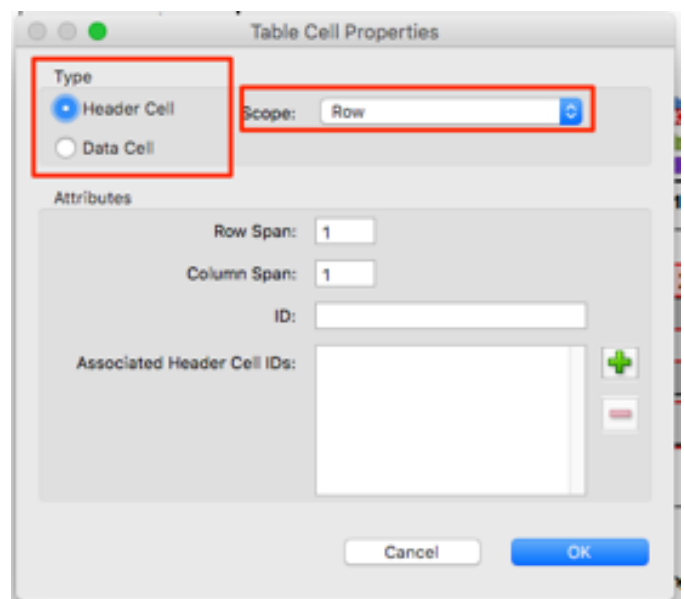 Table Cell Properties
Type
Header Cell
Scope: Row
Data Cell
Attributes
Row Span: 1
Column Span: 1
ID:
Associated Header Cell IDs:
Cancel OK